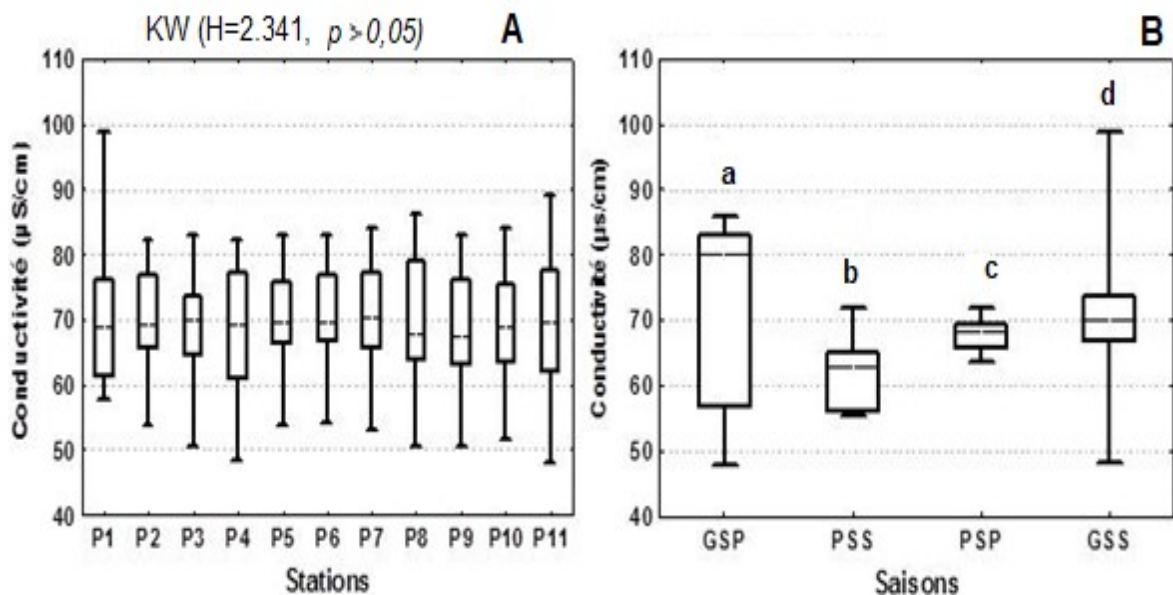 KW (H=2.341, p > 0,05)
A
Conductivité (µS/cm)
110
100
90
80
70
60
50
40
P1 P2 P3 P4 P5 P6 P7 P8 P9 P10 P11
Stations
B
Conductivité (µs/cm)
110
100
90
80
70
60
50
40
a
b
c
d
GSP PSS PSP GSS
Saisons